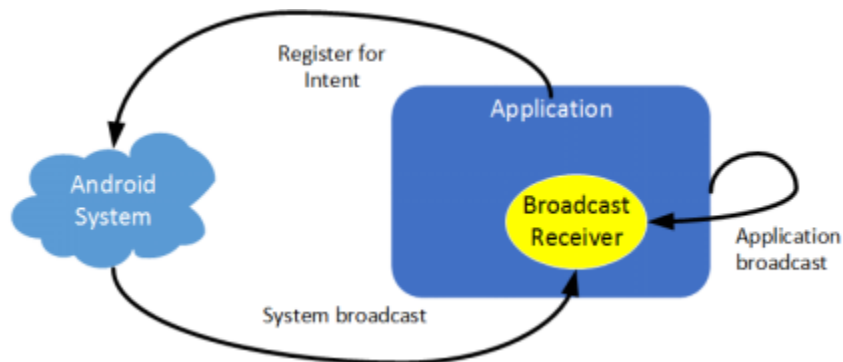 Register for
Intent
Application
Android
System
Broadcast
Receiver
Application
broadcast
System broadcast